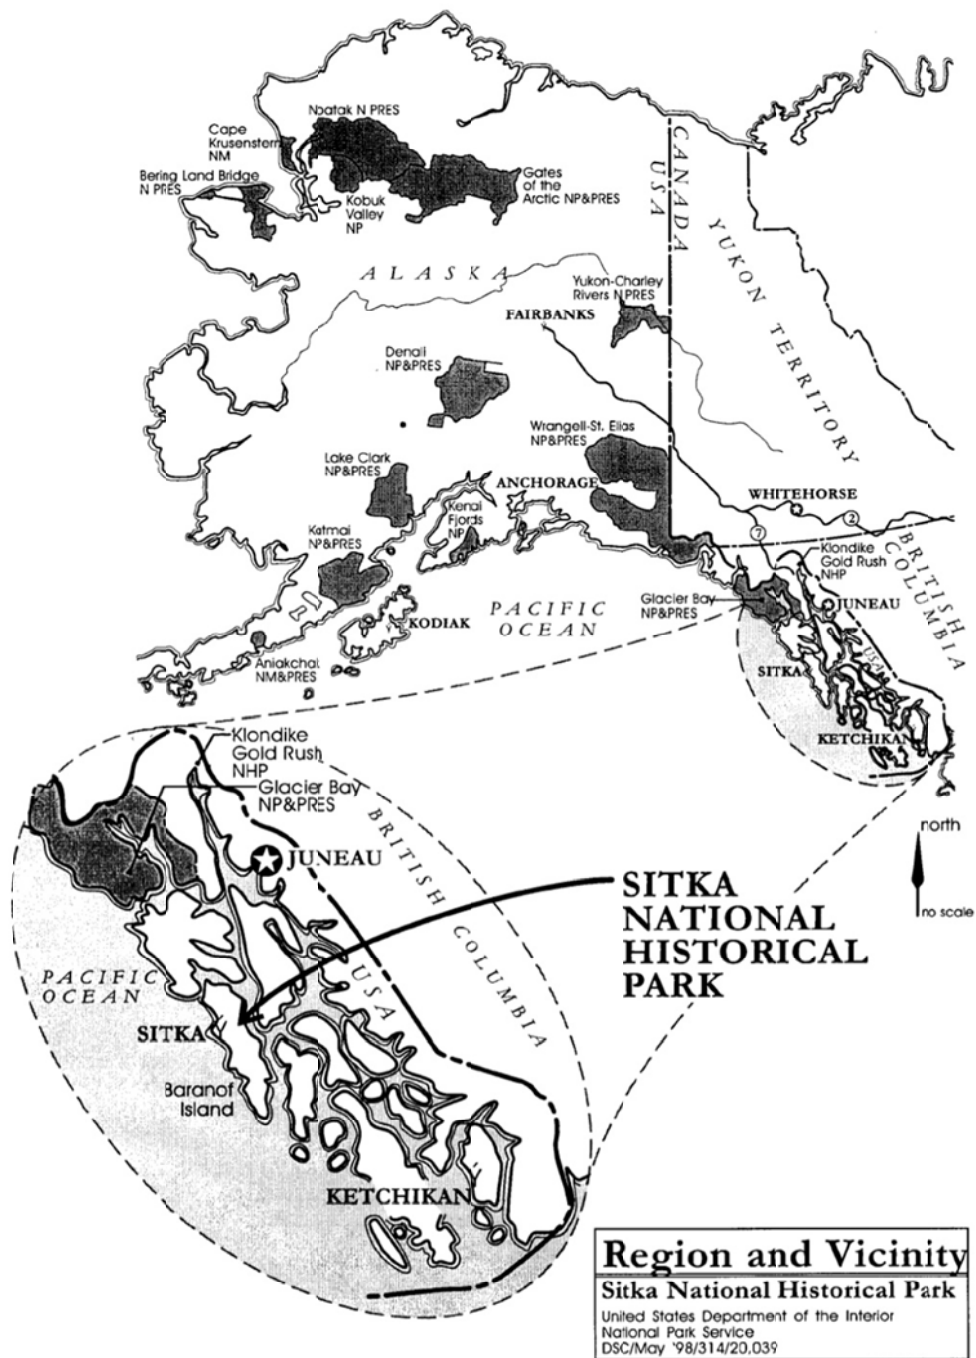 Noatak N PRES
Cape
Krusenstern
NM
Bering Land Bridge
N PRES
Kobuk
Valley
NP
Gates
of the
Arctic NP&PRES
CANADA
USA
YUKON TERRITORY
ALASKA
Yukon-Charley
Rivers N PRES
FAIRBANKS
Denali
NP&PRES
Wrangell-St. Elias
NP&PRES
Lake Clark
NP&PRES
ANCHORAGE
WHITEHORSE
Kenai
Fjords
NP
Katmai
NP&PRES
7
2
BRITISH
COLUMBIA
Klondike
Gold Rush
NHP
Glacier Bay
NP&PRES
JUNEAU
PACIFIC
OCEAN
KODIAK
USA
Aniakchak
NM&PRES
SITKA
KETCHIKAN
Klondike
Gold Rush
NHP
Glacier Bay
NP&PRES
BRITISH COLUMBIA
north
no scale
JUNEAU
SITKA
NATIONAL
HISTORICAL
PARK
PACIFIC
OCEAN
USA
SITKA
Baranof
Island
KETCHIKAN
Region and Vicinity
Sitka National Historical Park
United States Department of the Interior
National Park Service
DSC/May '98/314/20,039